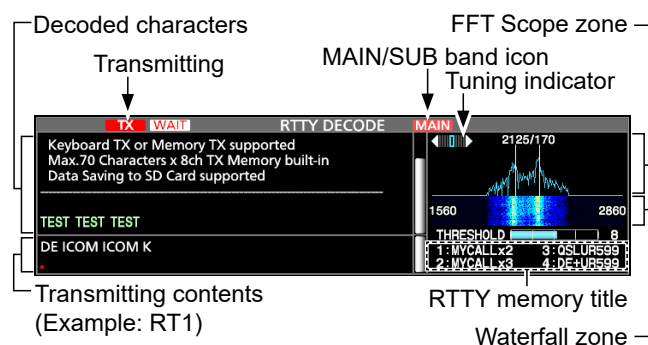 Decoded characters
FFT Scope zone
Transmitting
MAIN/SUB band icon
Tuning indicator
TX WAIT RTTY DECODE MAIN
Keyboard TX or Memory TX supported
Max.70 Characters x 8ch TX Memory built-in
Data Saving to SD Card supported
2125/170
TEST TEST TEST
1560 2860
THRESHOLD 8
DE ICOM ICOM K
1:MYCALLx2 3:QSLUR599
2:MYCALLx3 4:DE+UR599
Transmitting contents
(Example: RT1)
RTTY memory title
Waterfall zone